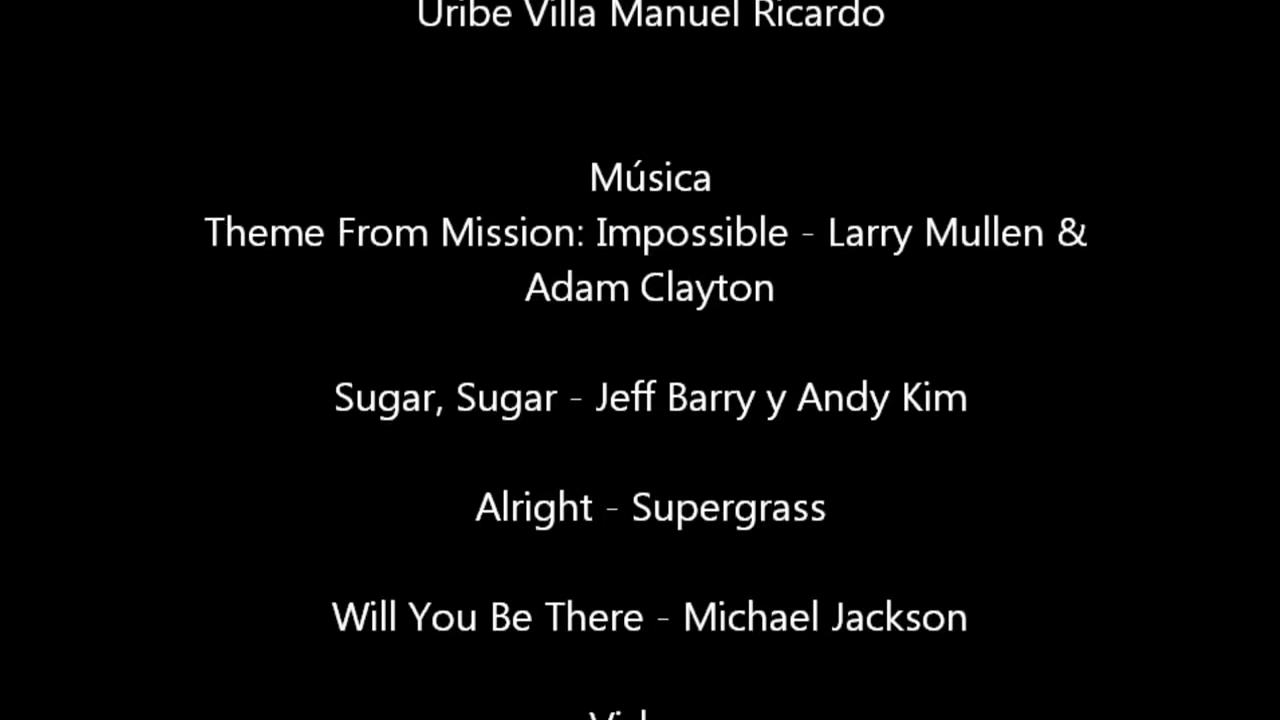 Uribe Villa Manuel Ricardo
Música
Theme From Mission: Impossible - Larry Mullen &
Adam Clayton
Sugar, Sugar - Jeff Barry y Andy Kim
Alright - Supergrass
Will You Be There - Michael Jackson